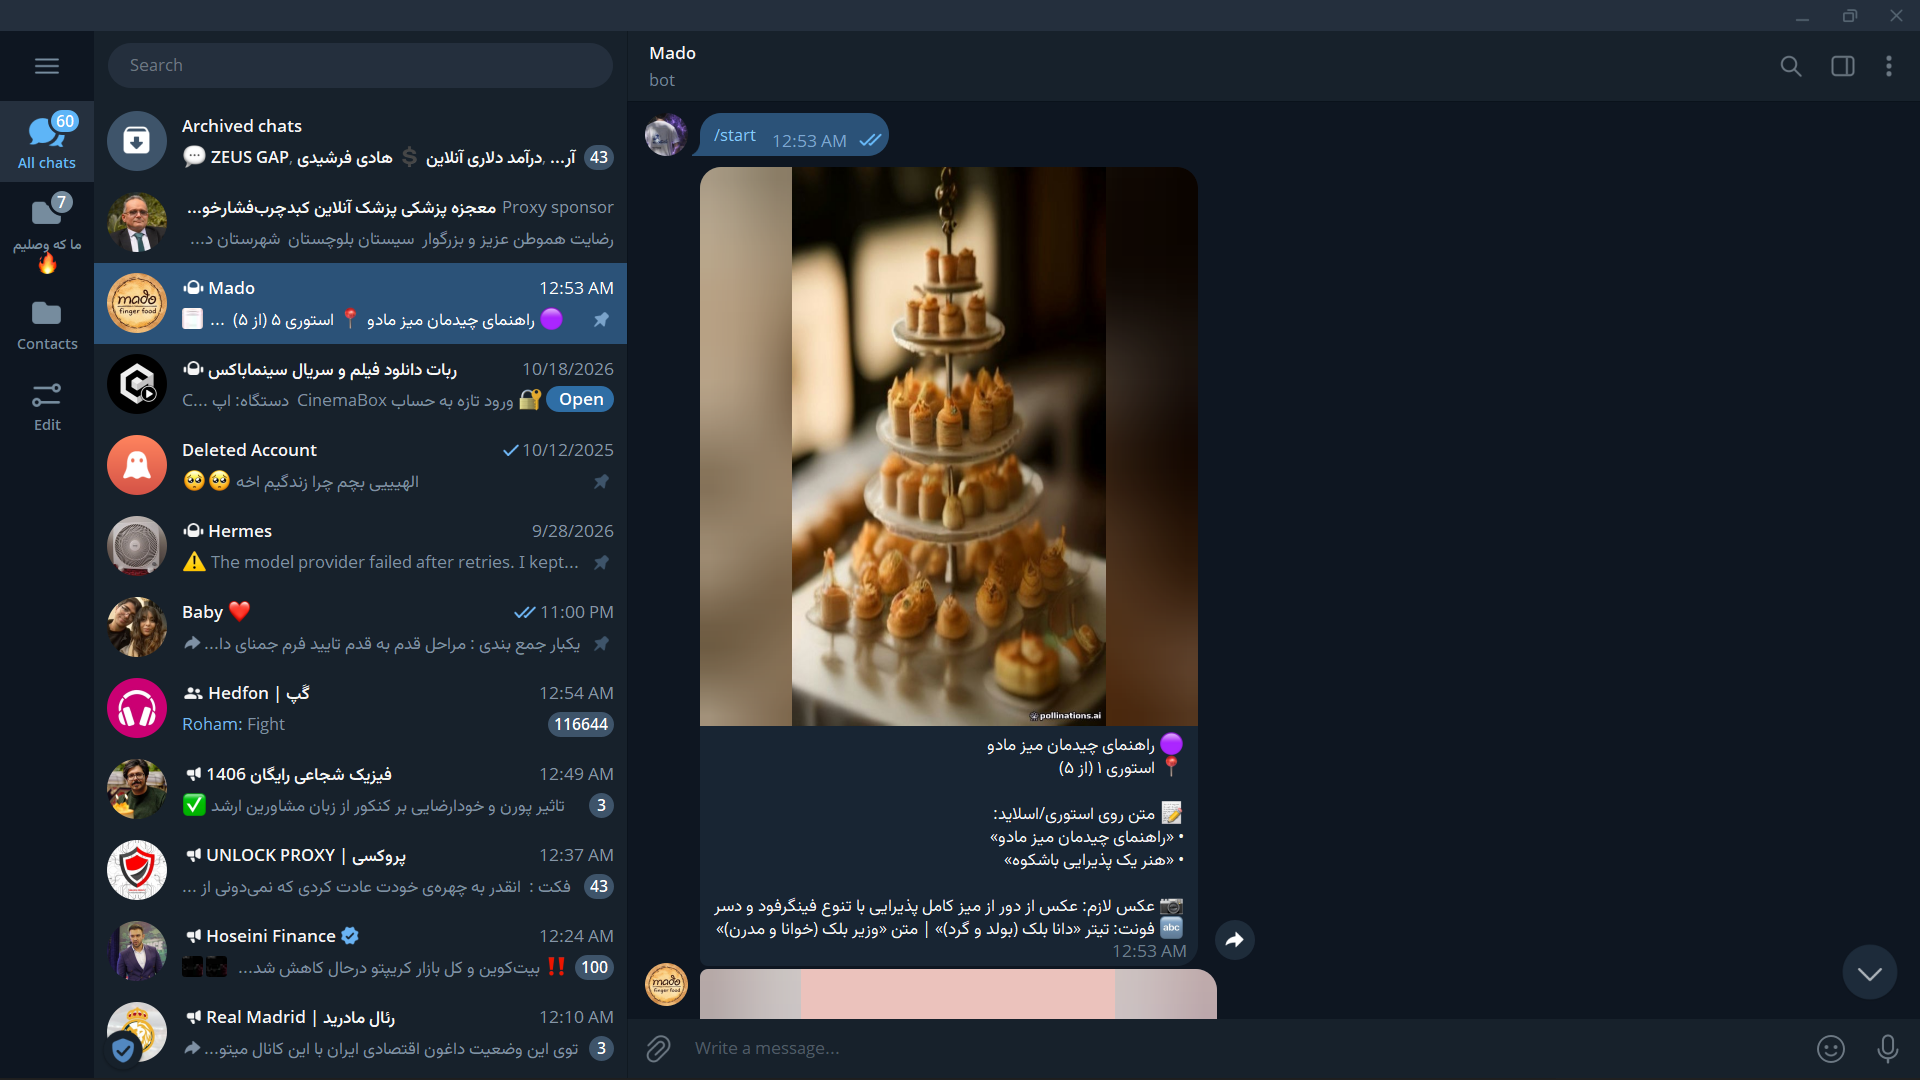 Search
60
All chats
7
ما که وصلیم 🔥
Contacts
Edit
Archived chats
💬 ZEUS GAP, هادی فرشیدی 💲 درآمد دلاری آنلاین, آر...
43
معجزه پزشکی پزشک آنلاین کبدچرب‌فشارخو...
Proxy sponsor
رضایت هموطن عزیز و بزرگوار سیستان بلوچستان شهرستان د...
Mado
12:53 AM
🟣 راهنمای چیدمان میز مادو 📍 استوری ۵ (از ۵) ...
ربات دانلود فیلم و سریال سینماباکس
10/18/2026
🔐 ورود تازه به حساب CinemaBox دستگاه: اپ C...
Open
Deleted Account
10/12/2025
الهیییی بچم چرا زندگیم اخه 🥺🥺
Hermes
9/28/2026
⚠️ The model provider failed after retries. I kept...
Baby ❤️
11:00 PM
یکبار جمع بندی : مراحل قدم به قدم تایید فرم جمنای دا...
Hedfon | گپ
12:54 AM
Roham: Fight
116644
فیزیک شجاعی رایگان 1406
12:49 AM
تاثیر پورن و خودارضایی بر کنکور از زبان مشاورین ارشد ✅
3
UNLOCK PROXY | پروکسی
12:37 AM
فکت : انقدر به چهره‌ی خودت عادت کردی که نمی‌دونی از ...
43
Hoseini Finance
12:24 AM
‼️ بیت‌کوین و کل بازار کریپتو درحال کاهش شد...
100
Real Madrid | رئال مادرید
12:10 AM
توی این وضعیت داغون اقتصادی ایران با این کانال میتو...
3
Mado
bot
/start
12:53 AM
pollinations.ai
🟣 راهنمای چیدمان میز مادو
📍 استوری ۱ (از ۵)
📝 متن روی استوری/اسلاید:
• «راهنمای چیدمان میز مادو»
• «هنر یک پذیرایی باشکوه»
📷 عکس لازم: عکس از دور از میز کامل پذیرایی با تنوع فینگرفود و دسر
🔤 فونت: تیتر «دانا بلک (بولد و گرد)» | متن «وزیر بلک (خوانا و مدرن)»
12:53 AM
mado
finger food
Write a message...